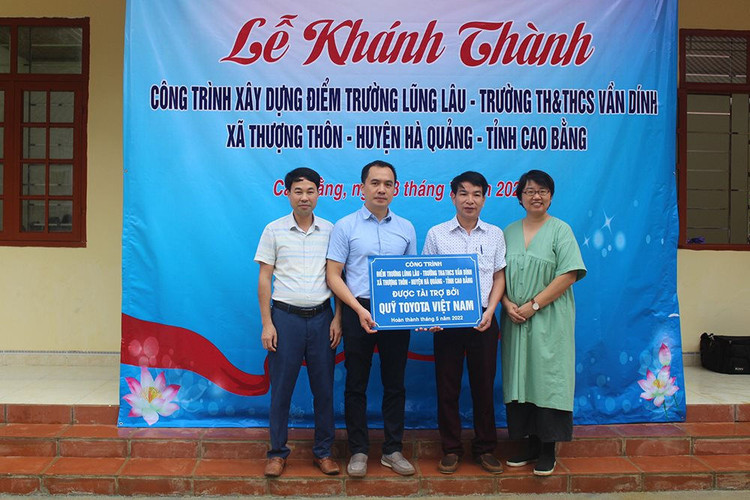 Lễ Khánh Thành
CÔNG TRÌNH XÂY DỰNG ĐIỂM TRƯỜNG LŨNG LÂU - TRƯỜNG TH&THCS VẦN DÍNH
XÃ THƯỢNG THÔN - HUYỆN HÀ QUẢNG - TỈNH CAO BẰNG
tháng
CÔNG TRÌNH
ĐIỂM TRƯỜNG LŨNG LÂU - TRƯỜNG TH&THCS VẦN DÍNH
XÃ THƯỢNG THÔN - HUYỆN HÀ QUẢNG - TỈNH CAO BẰNG
ĐƯỢC TÀI TRỢ BỞI
QUỸ TOYOTA VIỆT NAM
Hoàn thành tháng 5 năm 2022